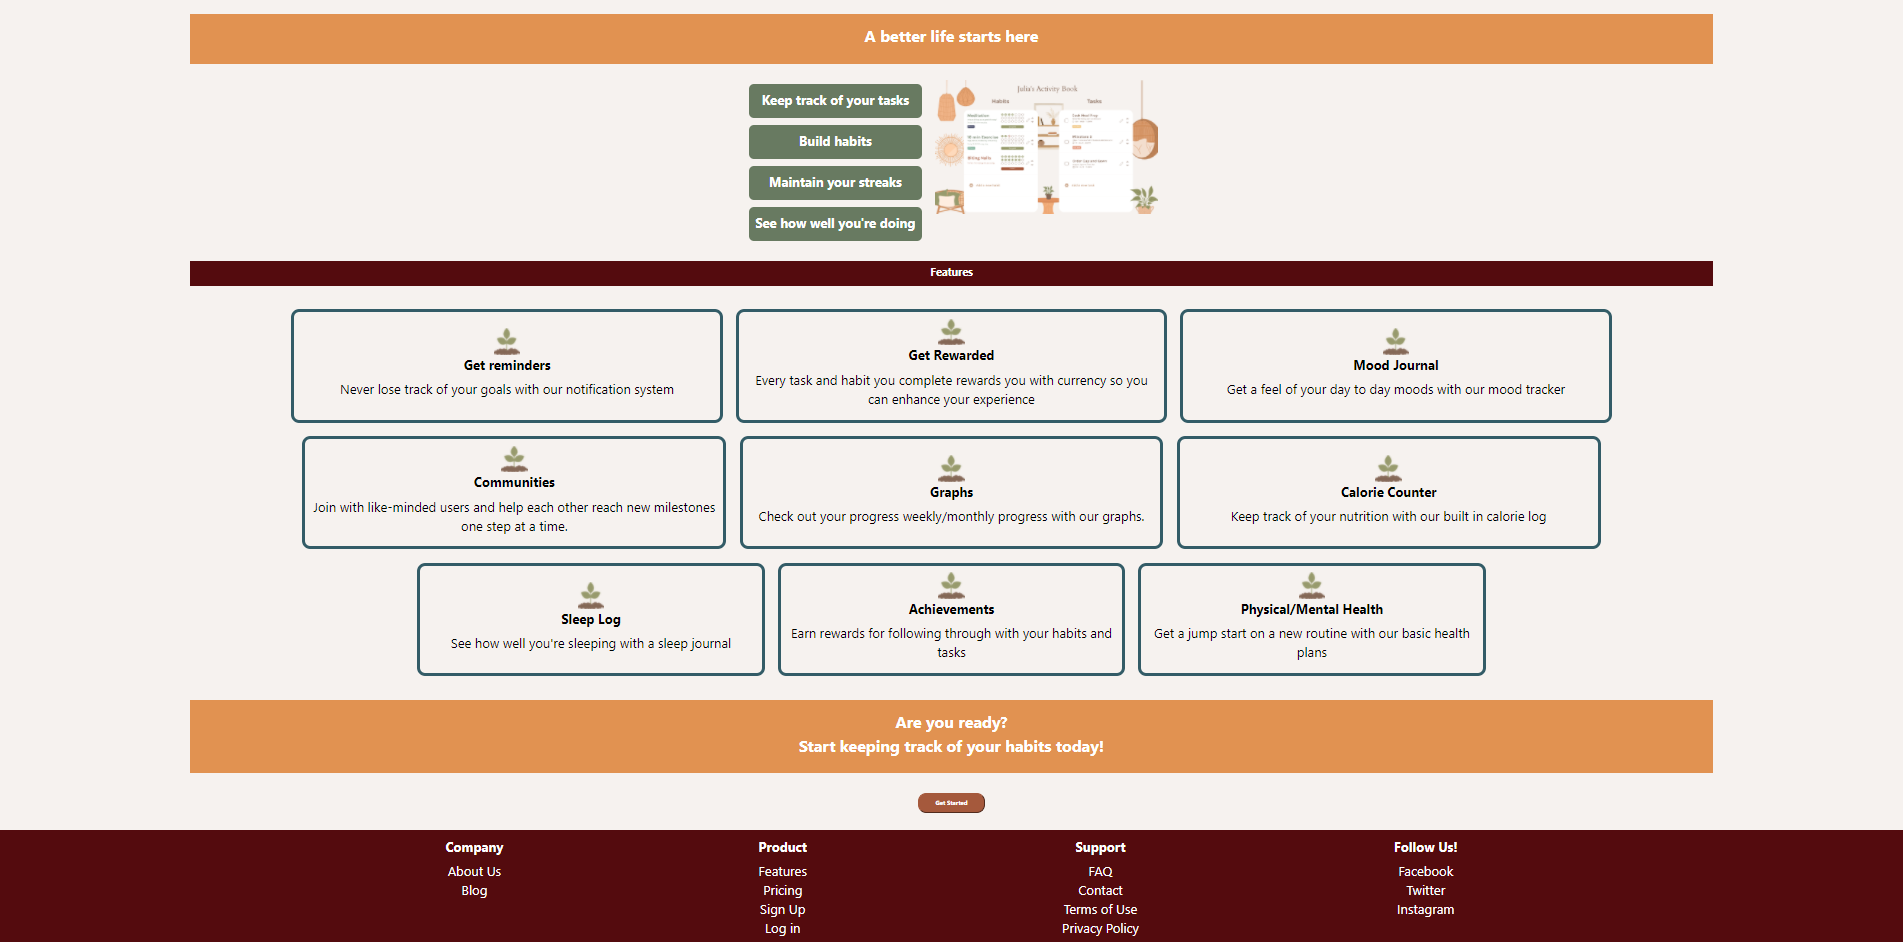 A better life starts here
Keep track of your tasks
Build habits
Maintain your streaks
See how well you're doing
Julia's Activity Book
Habits
Tasks
Meditation
Features
Get reminders
Never lose track of your goals with our notification system
Get Rewarded
Every task and habit you complete rewards you with currency so you
can enhance your experience
Mood Journal
Get a feel of your day to day moods with our mood tracker
Communities
Join with like-minded users and help each other reach new milestones
one step at a time.
Graphs
Check out your progress weekly/monthly progress with our graphs.
Calorie Counter
Keep track of your nutrition with our built in calorie log
Sleep Log
See how well you're sleeping with a sleep journal
Achievements
Earn rewards for following through with your habits and
tasks
Physical/Mental Health
Get a jump start on a new routine with our basic health
plans
Are you ready?
Start keeping track of your habits today!
Get Started
Company
About Us
Blog
Product
Features
Pricing
Sign Up
Log in
Support
FAQ
Contact
Terms of Use
Privacy Policy
Follow Us!
Facebook
Twitter
Instagram